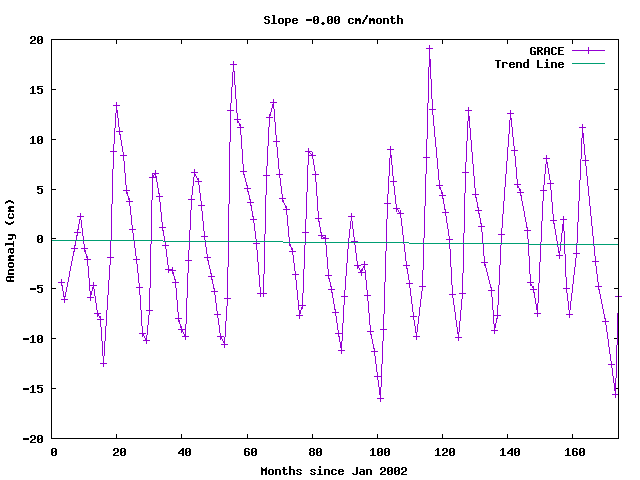 Slope -0.00 cm/month
GRACE
Trend Line
Anomaly (cm)
20
15
10
5
0
-5
-10
-15
-20
0 20 40 60 80 100 120 140 160
Months since Jan 2002